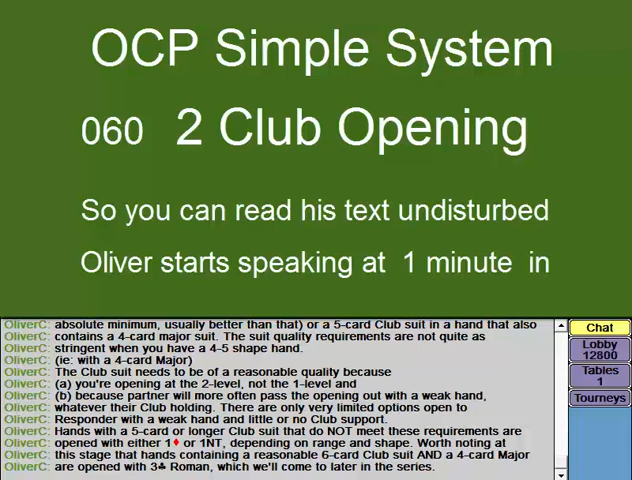 OCP Simple System
060 2 Club Opening
So you can read his text undisturbed
Oliver starts speaking at 1 minute in
OliverC: absolute minimum, usually better than that) or a 5-card Club suit in a hand that also
OliverC: contains a 4-card major suit. The suit quality requirements are not quite as
OliverC: stringent when you have a 4-5 shape hand.
OliverC: (ie: with a 4-card Major)
OliverC: The Club suit needs to be of a reasonable quality because
OliverC: (a) you're opening at the 2-level, not the 1-level and
OliverC: (b) because partner will more often pass the opening out with a weak hand,
OliverC: whatever their Club holding. There are only very limited options open to
OliverC: Responder with a weak hand and little or no Club support.
OliverC: Hands with a 5-card or longer Club suit that do NOT meet these requirements are
OliverC: opened with either 1♦ or 1NT, depending on range and shape. Worth noting at
OliverC: this stage that hands containing a reasonable 6-card Club suit AND a 4-card Major
OliverC: are opened with 3♣ Roman, which we'll come to later in the series.
Chat
Lobby
12800
Tables
1
Tourneys